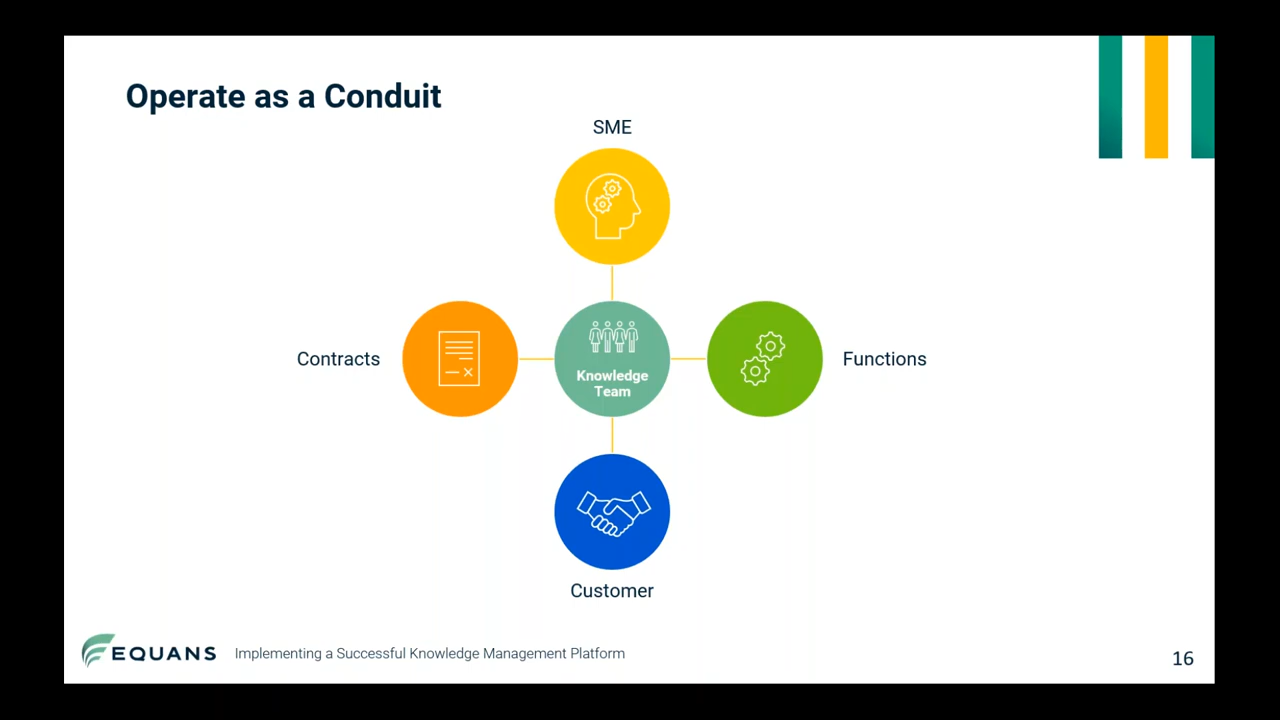 Operate as a Conduit
SME
Contracts
Knowledge
Team
Functions
Customer
EQUANS
Implementing a Successful Knowledge Management Platform
16